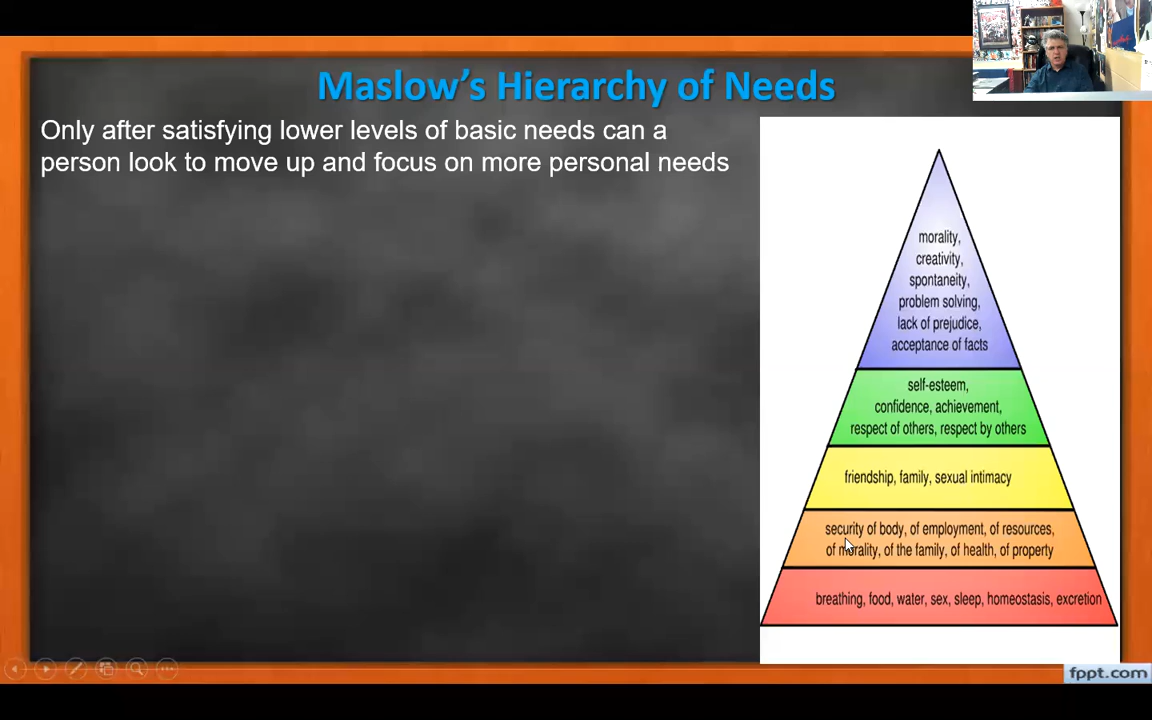 Maslow's Hierarchy of Needs
Only after satisfying lower levels of basic needs can a
person look to move up and focus on more personal needs
morality,
creativity,
spontaneity,
problem solving,
lack of prejudice,
acceptance of facts
self-esteem,
confidence, achievement,
respect of others, respect by others
friendship, family, sexual intimacy
security of body, of employment, of resources,
of morality, of the family, of health, of property
breathing, food, water, sex, sleep, homeostasis, excretion
fppt.com